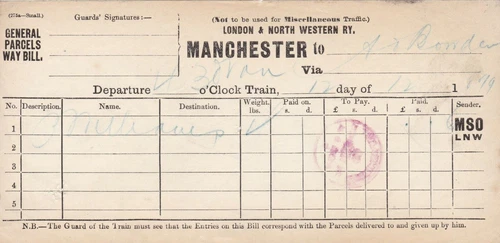 (273a—Small.) Guards' Signatures:— (Not to be used for Miscellaneous Traffic.)
GENERAL PARCELS WAY BILL.
LONDON & NORTH WESTERN RY.
MANCHESTER to
Via
Departure o'Clock Train, 12 day of 12 1
No. Description. Name. Destination. Weight. lbs. Paid on. s. d. To Pay. £ s. d. Paid. £ s. d. Sender,
1
2
3
4
5
MSO
LNW
N.B.—The Guard of the Train must see that the Entries on this Bill correspond with the Parcels delivered to and given up by him.